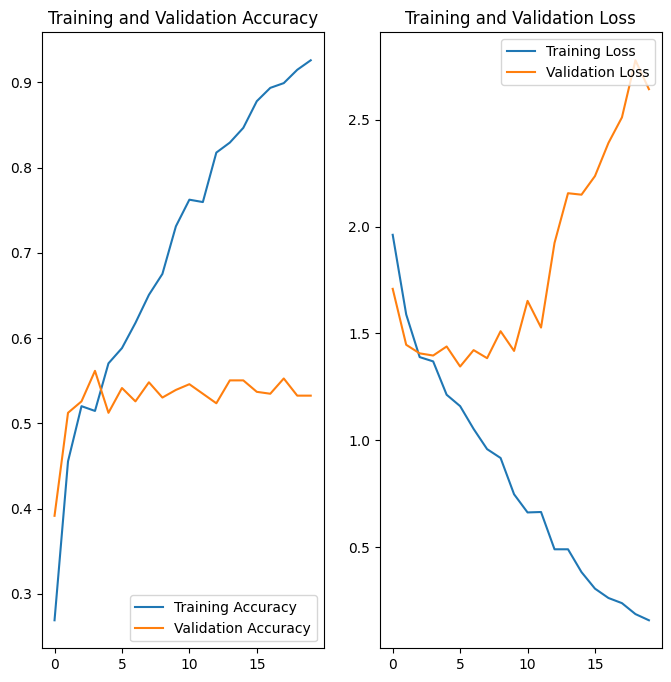 Training and Validation Accuracy
0.9
0.8
0.7
0.6
0.5
0.4
0.3
Training Accuracy
Validation Accuracy
0 5 10 15
Training and Validation Loss
Training Loss
Validation Loss
2.5
2.0
1.5
1.0
0.5
0 5 10 15